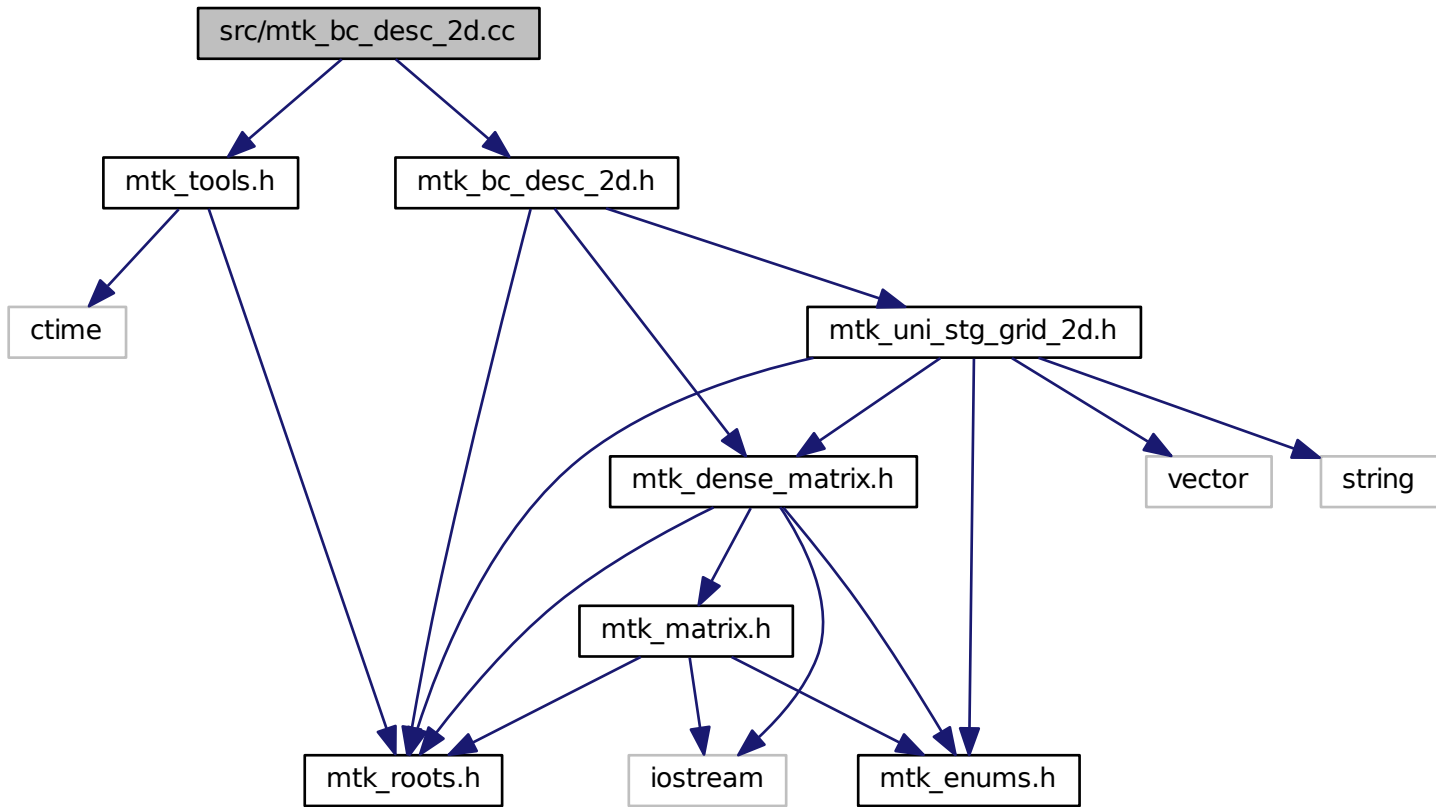 src/mtk_bc_desc_2d.cc
mtk_tools.h
mtk_bc_desc_2d.h
ctime
mtk_uni_stg_grid_2d.h
mtk_dense_matrix.h
vector
string
mtk_matrix.h
mtk_roots.h
iostream
mtk_enums.h